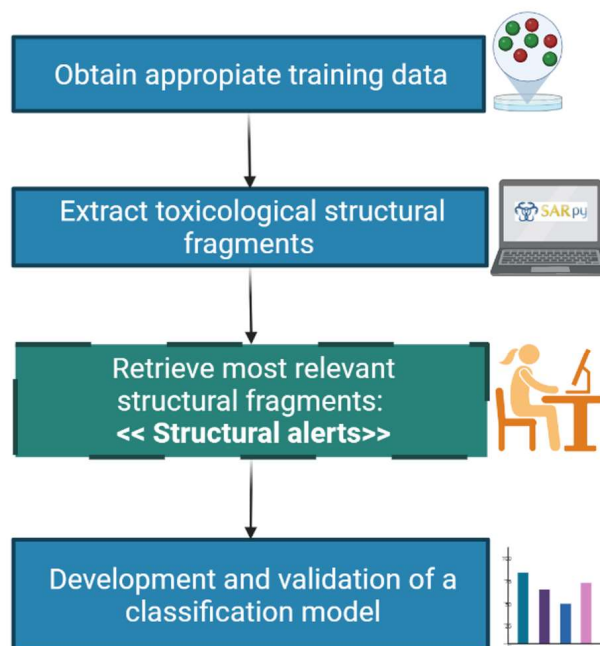 Obtain appropiate training data
Extract toxicological structural
fragments
SARpy
Retrieve most relevant
structural fragments:
<< Structural alerts>>
Development and validation of a
classification model